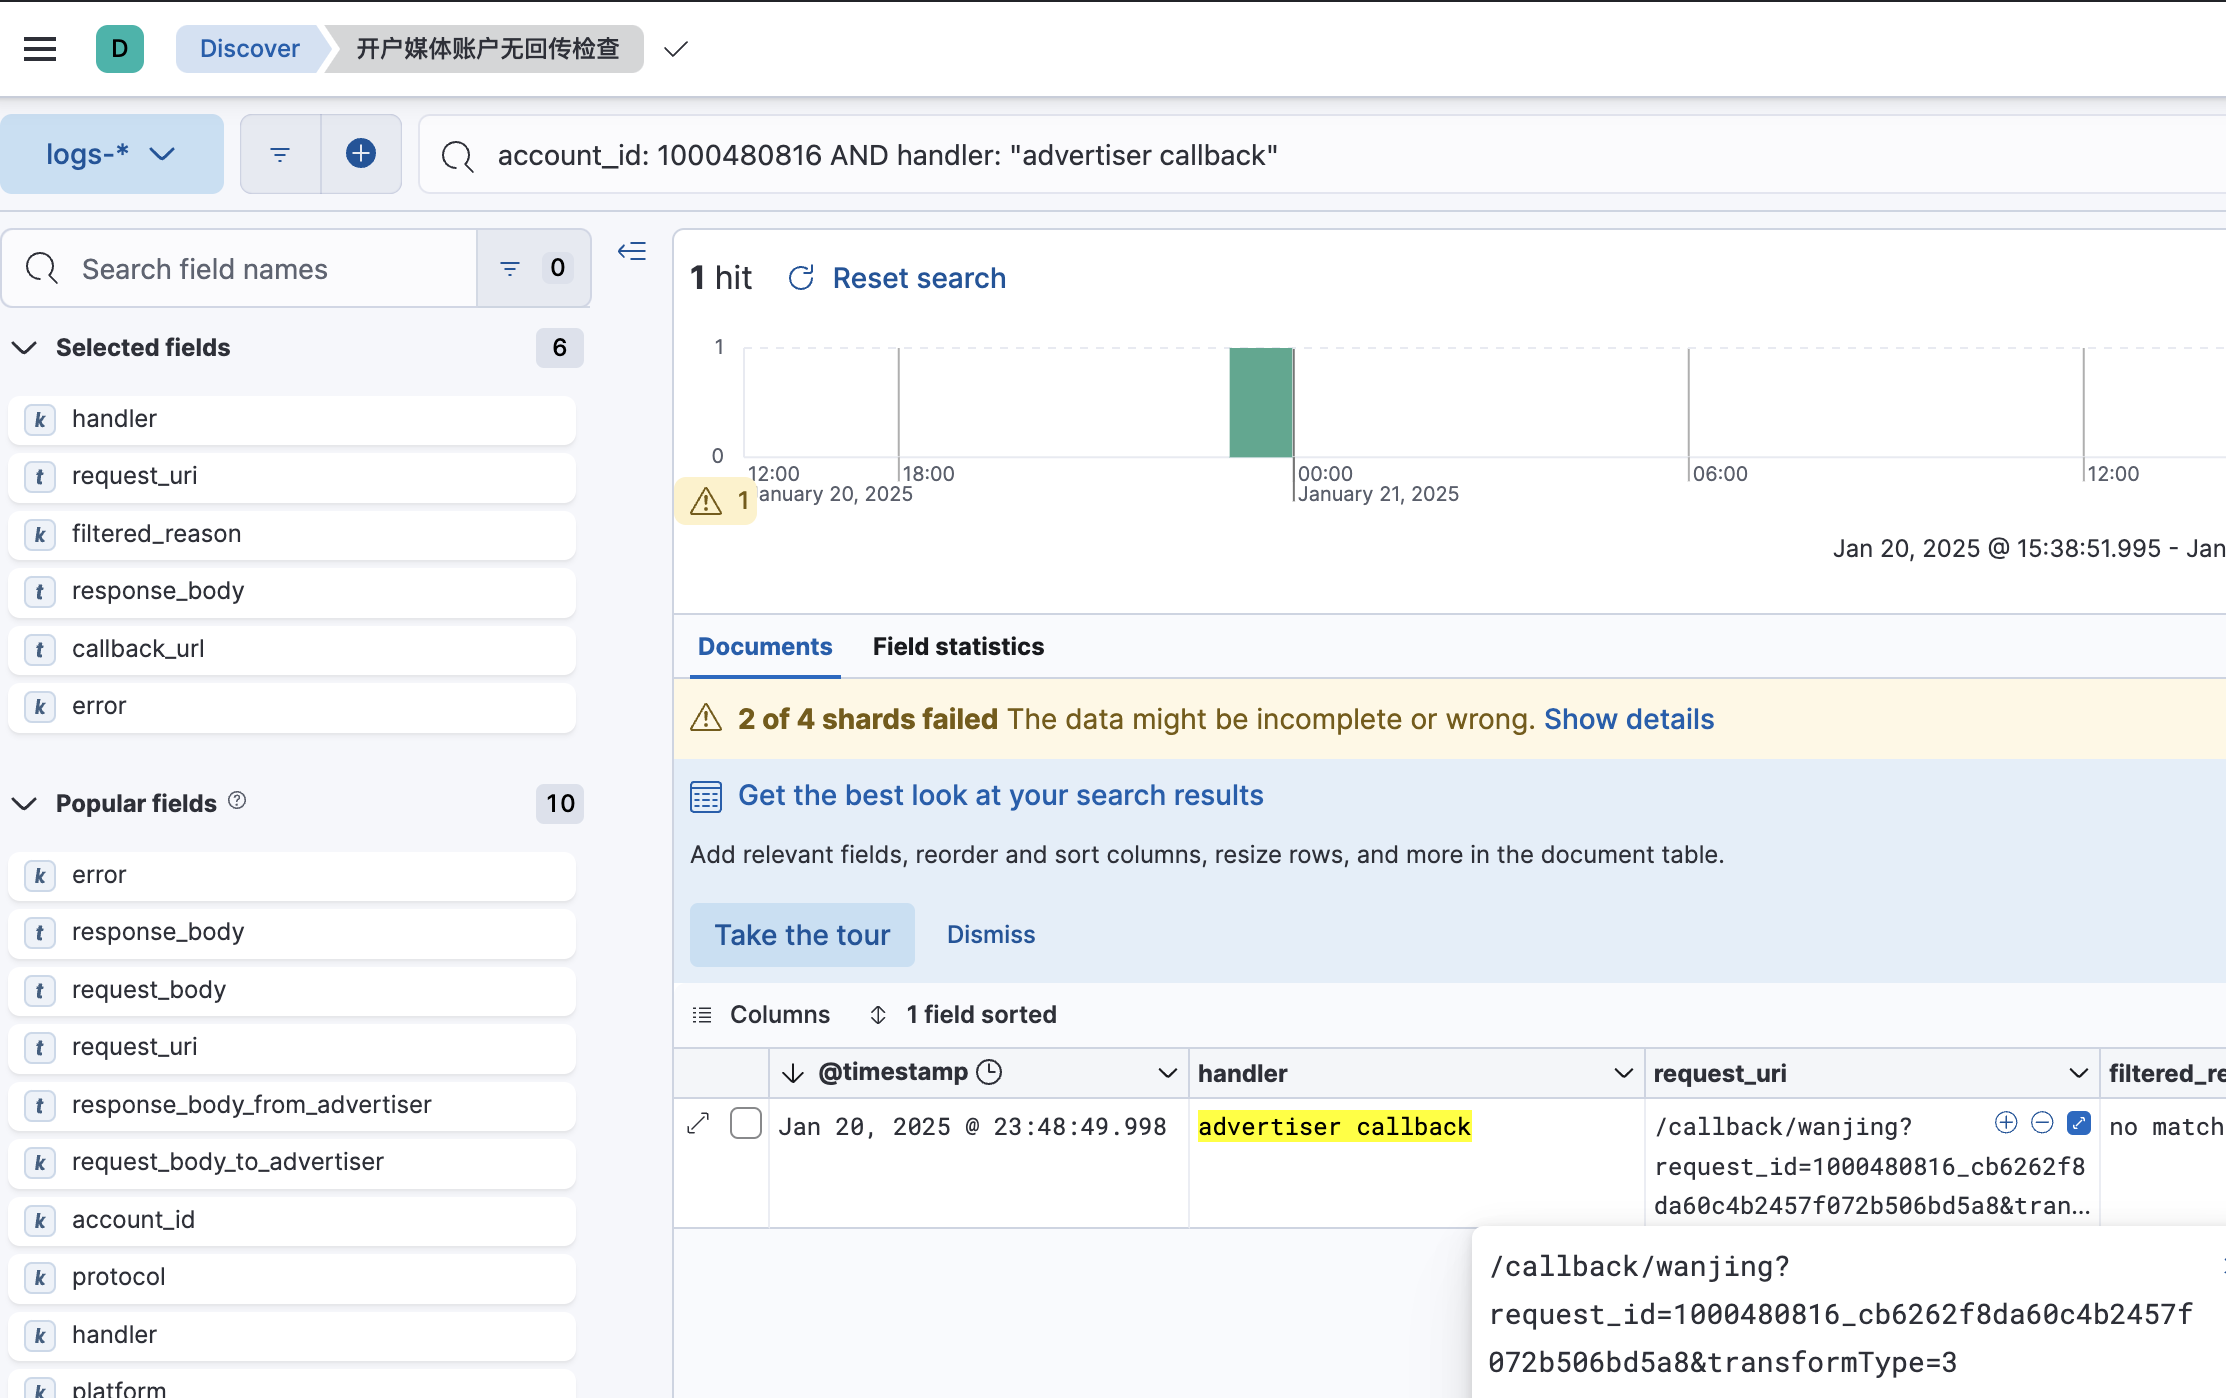 D
Discover
开户媒体账户无回传检查
logs-*
account_id: 1000480816 AND handler: "advertiser callback"
Search field names
0
Selected fields
6
k handler
t request_uri
k filtered_reason
t response_body
t callback_url
k error
Popular fields
10
k error
t response_body
t request_body
t request_uri
t response_body_from_advertiser
k request_body_to_advertiser
k account_id
k protocol
k handler
k platform
1 hit
Reset search
1
0
12:00
18:00
00:00
06:00
12:00
anuary 20, 2025
January 21, 2025
1
Jan 20, 2025 @ 15:38:51.995 - Jan
Documents
Field statistics
2 of 4 shards failed The data might be incomplete or wrong. Show details
Get the best look at your search results
Add relevant fields, reorder and sort columns, resize rows, and more in the document table.
Take the tour
Dismiss
Columns
1 field sorted
@timestamp
handler
request_uri
filtered_re
Jan 20, 2025 @ 23:48:49.998
advertiser callback
/callback/wanjing?
request_id=1000480816_cb6262f8
da60c4b2457f072b506bd5a8&tran...
no match
/callback/wanjing?
request_id=1000480816_cb6262f8da60c4b2457f
072b506bd5a8&transformType=3